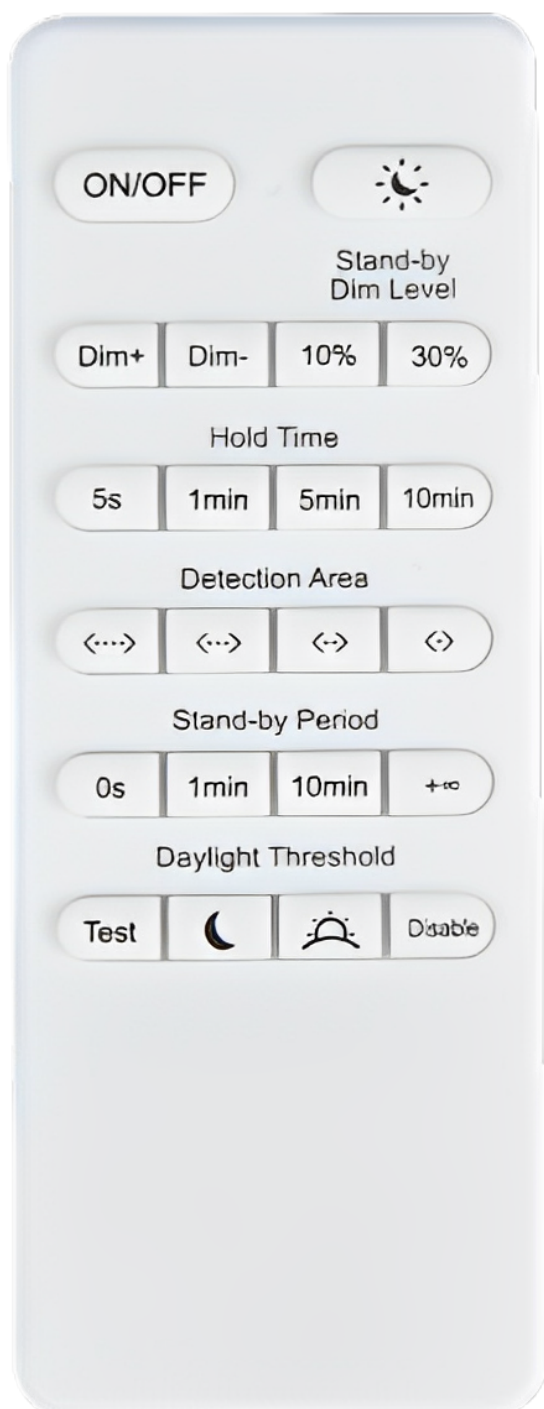 ON/OFF
Stand-by
Dim Level
Dim+ Dim- 10% 30%
Hold Time
5s 1min 5min 10min
Detection Area
Stand-by Period
0s 1min 10min +∞
Daylight Threshold
Test Disable